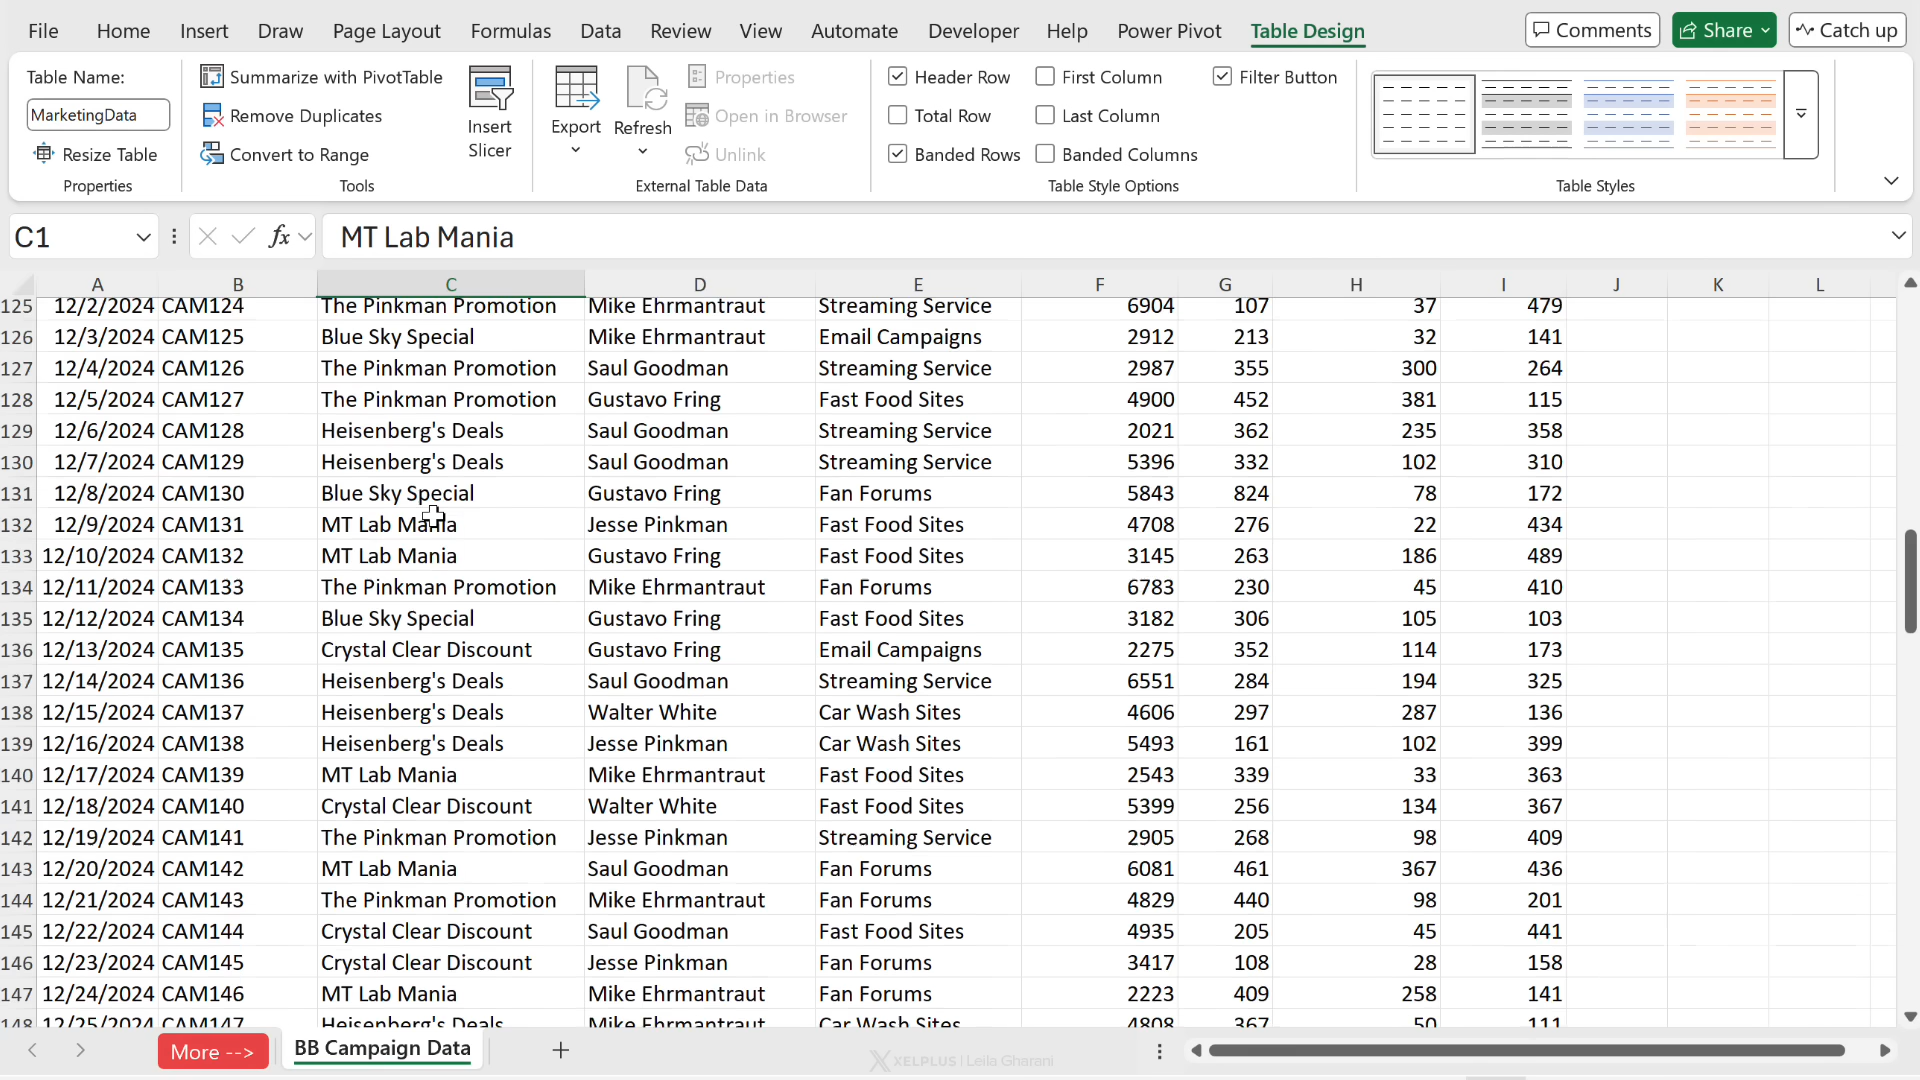 File Home Insert Draw Page Layout Formulas Data Review View Automate Developer Help Power Pivot Table Design Comments Share Catch up
Table Name:
MarketingData
Resize Table
Properties
Summarize with PivotTable
Remove Duplicates
Convert to Range
Tools
Insert
Slicer
Export
Refresh
Properties
Open in Browser
Unlink
External Table Data
Header Row First Column Filter Button
Total Row Last Column
Banded Rows Banded Columns
Table Style Options
Table Styles
C1 fx MT Lab Mania
A B C D E F G H I J K L
125 12/2/2024 CAM124 The Pinkman Promotion Mike Ehrmantraut Streaming Service 6904 107 37 479
126 12/3/2024 CAM125 Blue Sky Special Mike Ehrmantraut Email Campaigns 2912 213 32 141
127 12/4/2024 CAM126 The Pinkman Promotion Saul Goodman Streaming Service 2987 355 300 264
128 12/5/2024 CAM127 The Pinkman Promotion Gustavo Fring Fast Food Sites 4900 452 381 115
129 12/6/2024 CAM128 Heisenberg's Deals Saul Goodman Streaming Service 2021 362 235 358
130 12/7/2024 CAM129 Heisenberg's Deals Saul Goodman Streaming Service 5396 332 102 310
131 12/8/2024 CAM130 Blue Sky Special Gustavo Fring Fan Forums 5843 824 78 172
132 12/9/2024 CAM131 MT Lab Mania Jesse Pinkman Fast Food Sites 4708 276 22 434
133 12/10/2024 CAM132 MT Lab Mania Gustavo Fring Fast Food Sites 3145 263 186 489
134 12/11/2024 CAM133 The Pinkman Promotion Mike Ehrmantraut Fan Forums 6783 230 45 410
135 12/12/2024 CAM134 Blue Sky Special Gustavo Fring Fast Food Sites 3182 306 105 103
136 12/13/2024 CAM135 Crystal Clear Discount Gustavo Fring Email Campaigns 2275 352 114 173
137 12/14/2024 CAM136 Heisenberg's Deals Saul Goodman Streaming Service 6551 284 194 325
138 12/15/2024 CAM137 Heisenberg's Deals Walter White Car Wash Sites 4606 297 287 136
139 12/16/2024 CAM138 Heisenberg's Deals Jesse Pinkman Car Wash Sites 5493 161 102 399
140 12/17/2024 CAM139 MT Lab Mania Mike Ehrmantraut Fast Food Sites 2543 339 33 363
141 12/18/2024 CAM140 Crystal Clear Discount Walter White Fast Food Sites 5399 256 134 367
142 12/19/2024 CAM141 The Pinkman Promotion Jesse Pinkman Streaming Service 2905 268 98 409
143 12/20/2024 CAM142 MT Lab Mania Saul Goodman Fan Forums 6081 461 367 436
144 12/21/2024 CAM143 The Pinkman Promotion Mike Ehrmantraut Fan Forums 4829 440 98 201
145 12/22/2024 CAM144 Crystal Clear Discount Saul Goodman Fast Food Sites 4935 205 45 441
146 12/23/2024 CAM145 Crystal Clear Discount Jesse Pinkman Fan Forums 3417 108 28 158
147 12/24/2024 CAM146 MT Lab Mania Mike Ehrmantraut Fan Forums 2223 409 258 141
148 12/25/2024 CAM147 Heisenberg's Deals Mike Ehrmantraut Car Wash Sites 4808 367 50 111
More --> BB Campaign Data
XELPLUS | Leila Gharani